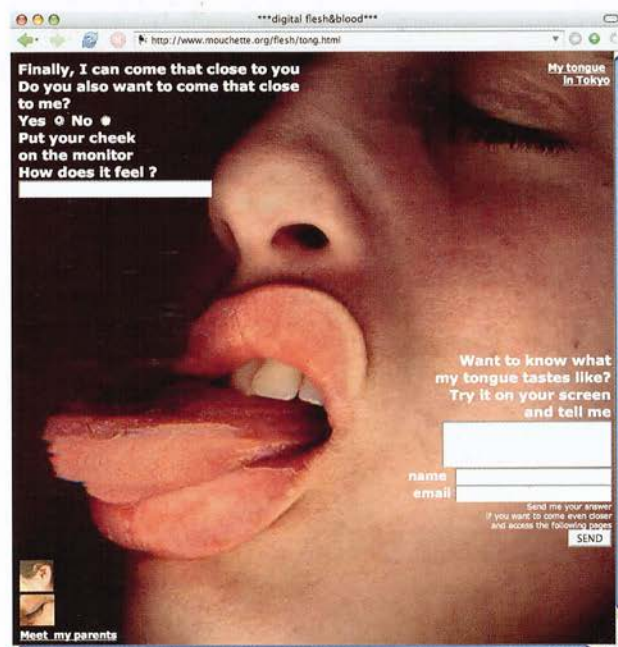 ***digital flesh&blood***
http://www.mouchette.org/flesh/tong.html
Finally, I can come that close to you
Do you also want to come that close
to me?
Yes No
Put your cheek
on the monitor
How does it feel ?
My tongue
in Tokyo
Want to know what
my tongue tastes like?
Try it on your screen
and tell me
name
email
Send me your answer
if you want to come even closer
and access the following pages
SEND
Meet my parents